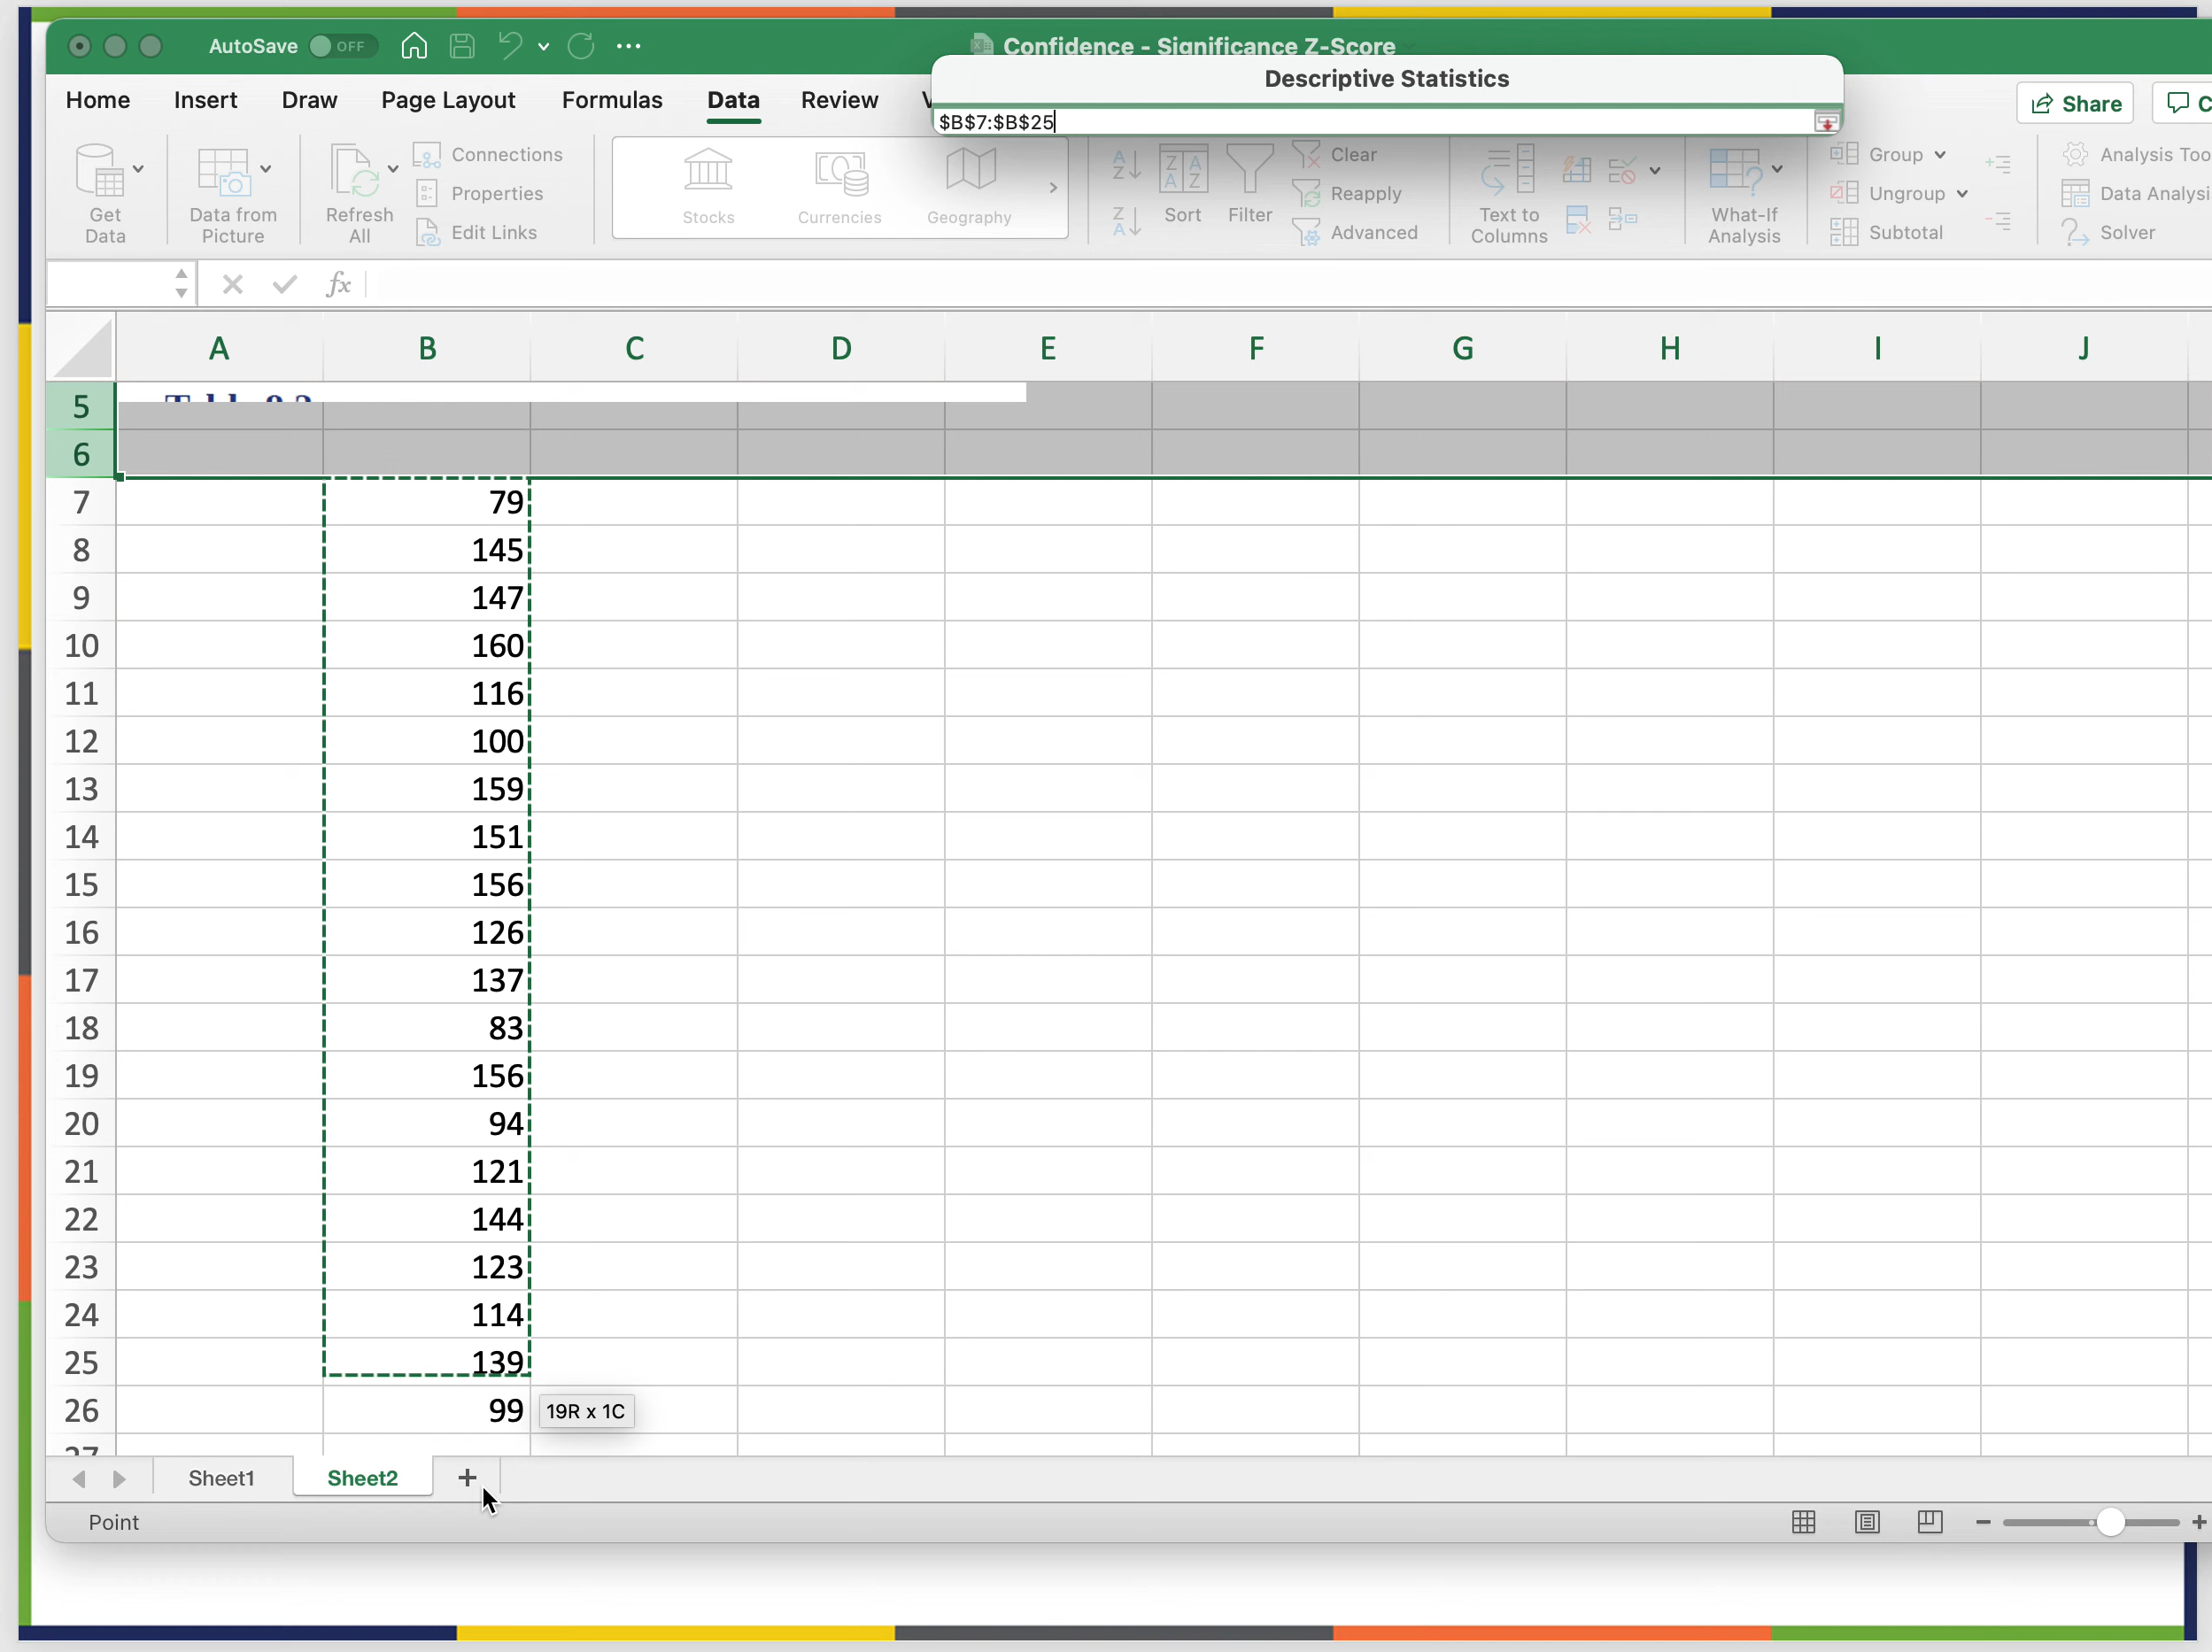 AutoSave OFF
Confidence - Significance Z-Score
Descriptive Statistics
$B$7:$B$25
Home Insert Draw Page Layout Formulas Data Review
Share
Get Data
Data from Picture
Refresh All
Connections
Properties
Edit Links
Stocks
Currencies
Geography
Sort
Filter
Clear
Reapply
Advanced
Text to Columns
What-If Analysis
Group
Ungroup
Subtotal
Analysis Too
Data Analysi
Solver
fx
A B C D E F G H I J
5
6
7 79
8 145
9 147
10 160
11 116
12 100
13 159
14 151
15 156
16 126
17 137
18 83
19 156
20 94
21 121
22 144
23 123
24 114
25 139
26 99
19R x 1C
Sheet1 Sheet2 +
Point